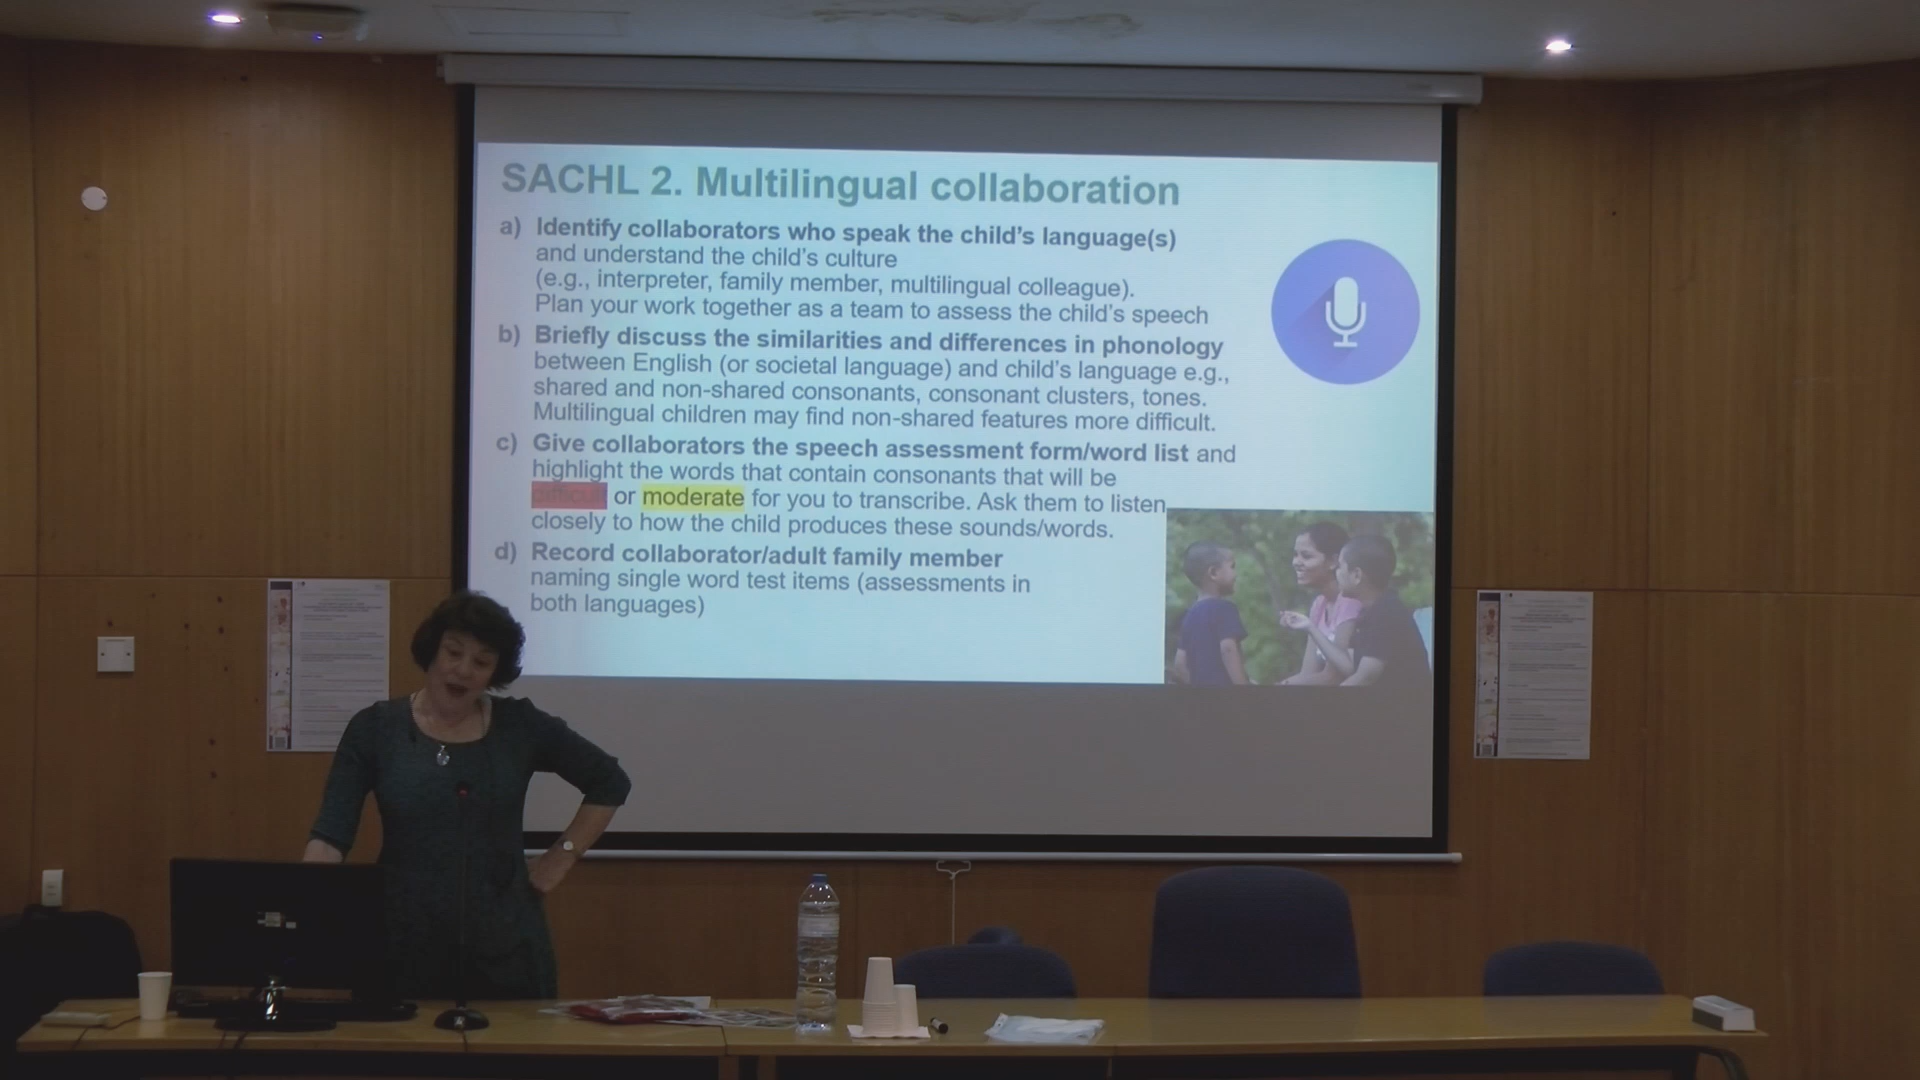 SACHL 2. Multilingual collaboration
a) Identify collaborators who speak the child's language(s)
and understand the child's culture
(e.g., interpreter, family member, multilingual colleague).
Plan your work together as a team to assess the child's speech
b) Briefly discuss the similarities and differences in phonology
between English (or societal language) and child's language e.g.,
shared and non-shared consonants, consonant clusters, tones.
Multilingual children may find non-shared features more difficult.
c) Give collaborators the speech assessment form/word list and
highlight the words that contain consonants that will be
difficult or moderate for you to transcribe. Ask them to listen
closely to how the child produces these sounds/words.
d) Record collaborator/adult family member
naming single word test items (assessments in
both languages)